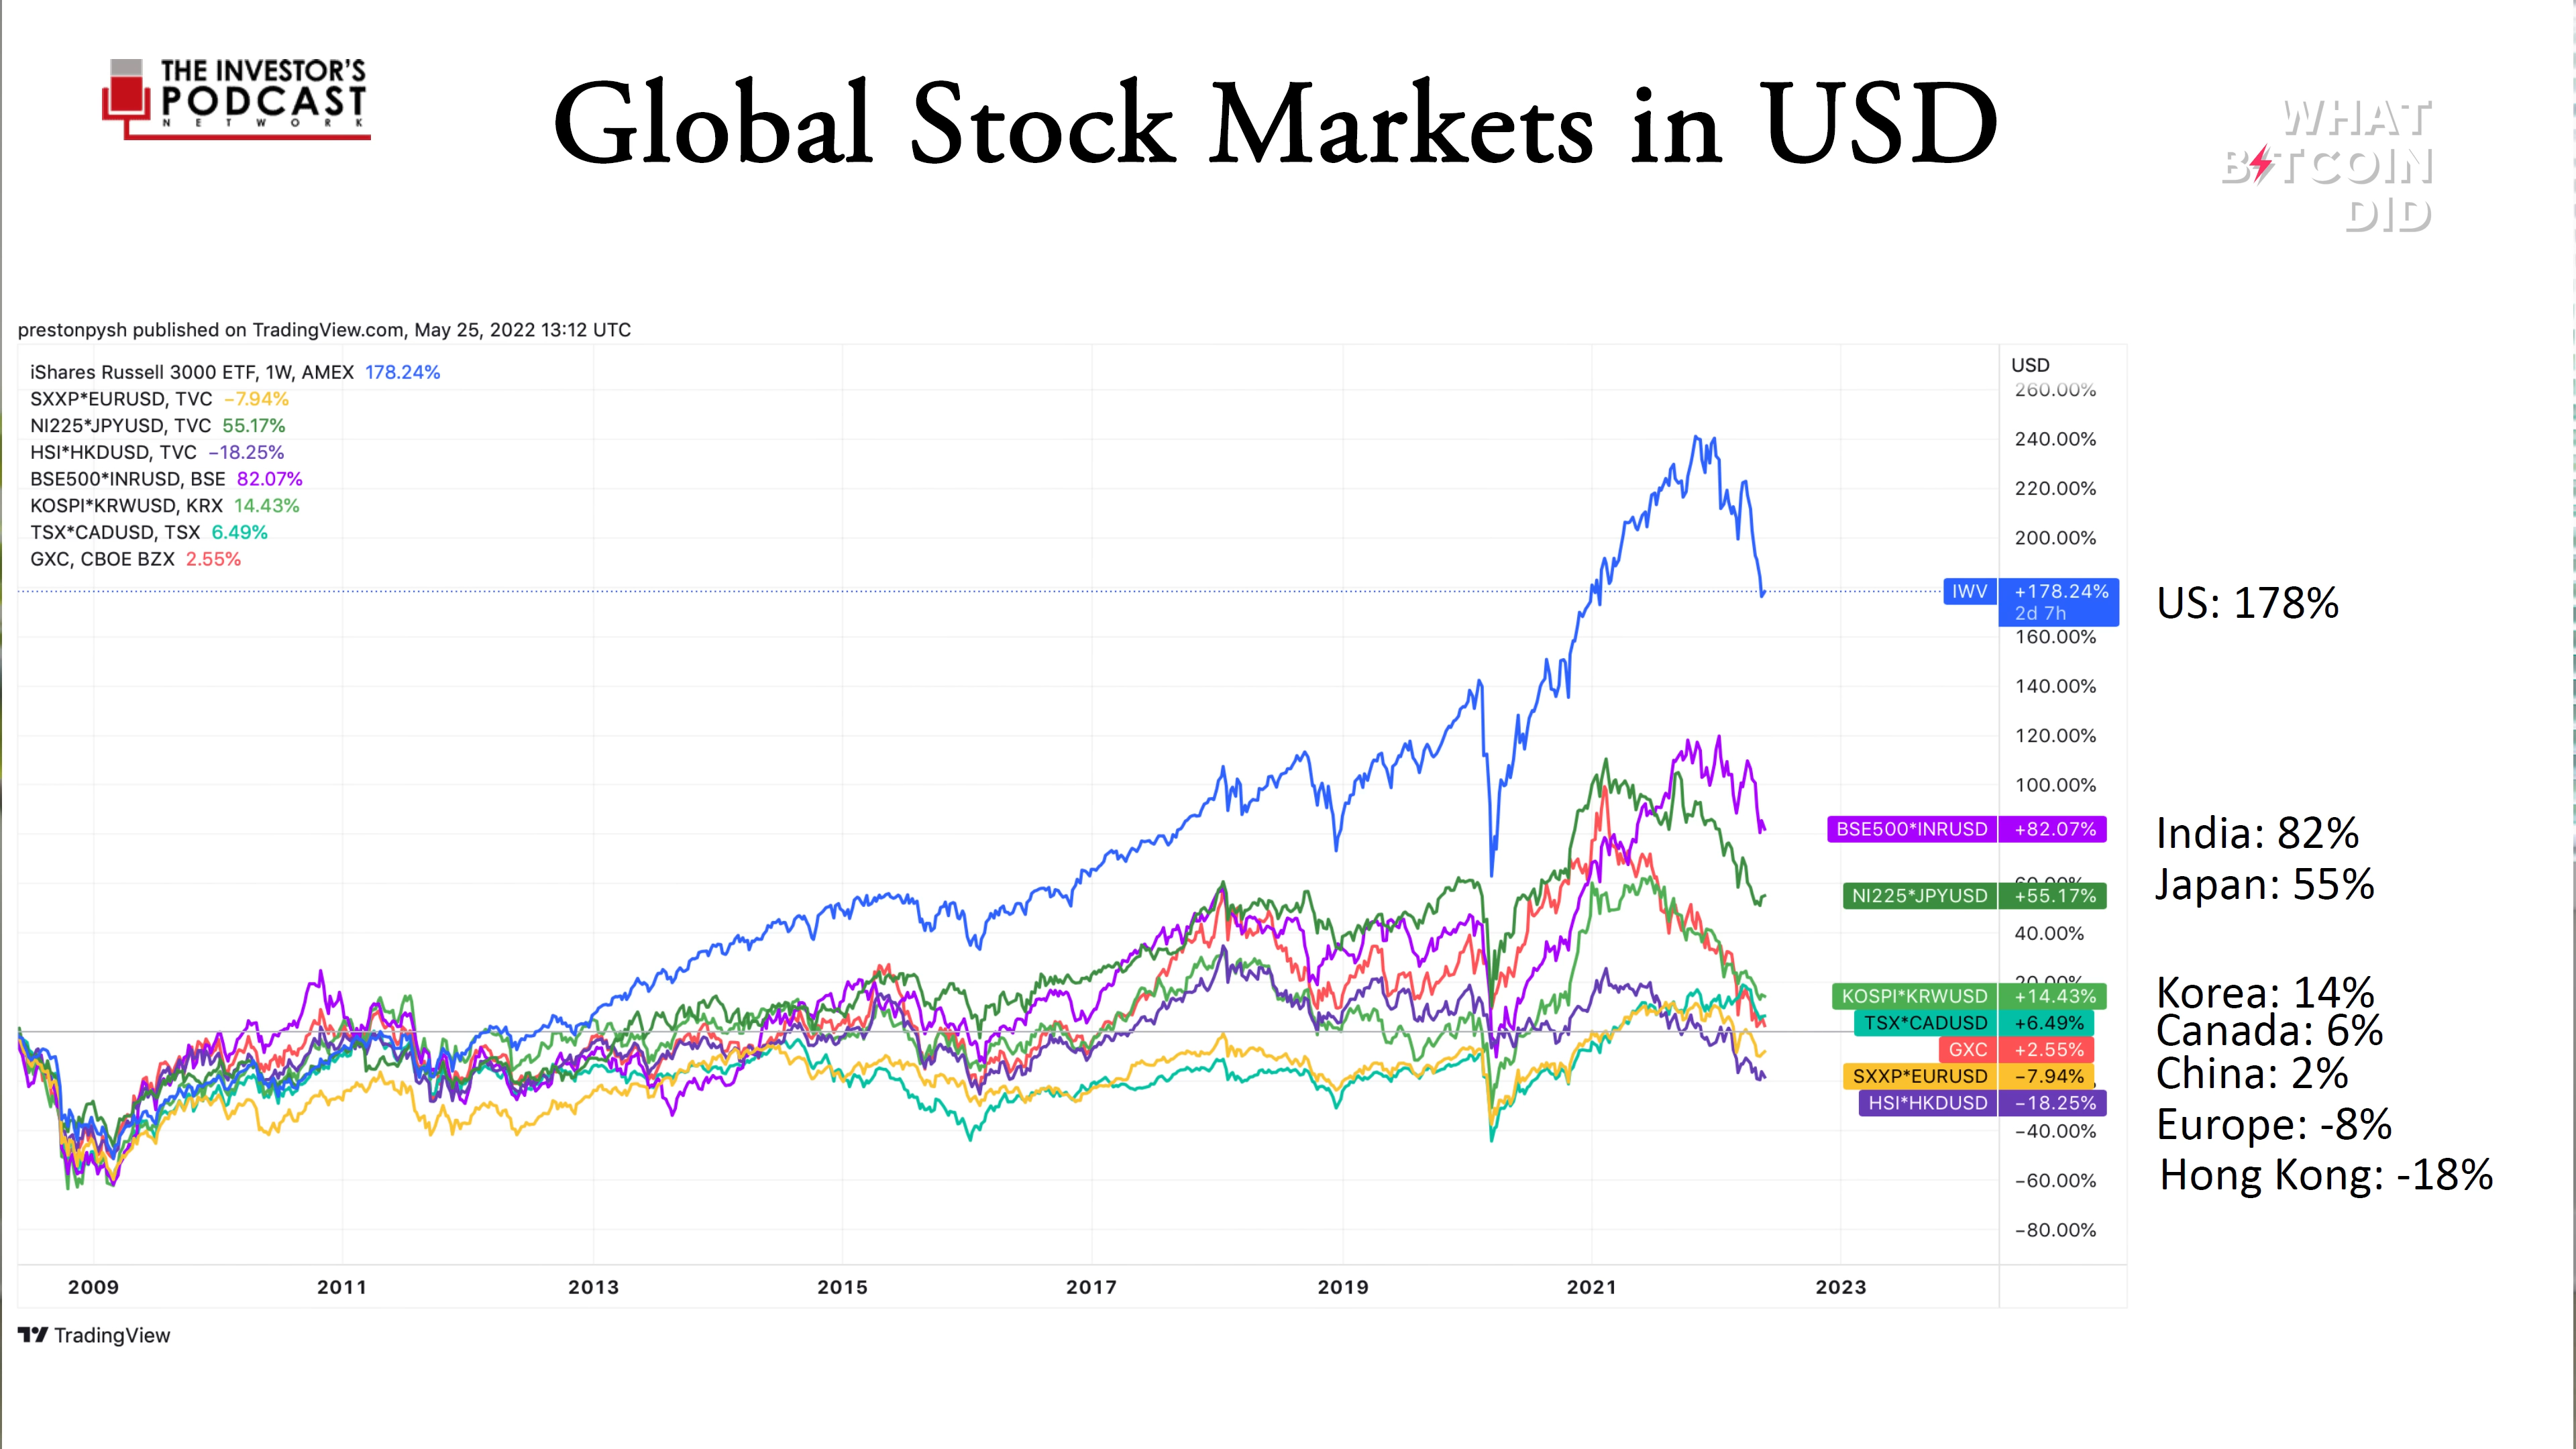 THE INVESTOR'S
PODCAST
NETWORK
Global Stock Markets in USD
WHAT
BTCOIN
DID
prestonpysh published on TradingView.com, May 25, 2022 13:12 UTC
iShares Russell 3000 ETF, 1W, AMEX 178.24%
SXXP*EURUSD, TVC −7.94%
NI225*JPYUSD, TVC 55.17%
HSI*HKDUSD, TVC −18.25%
BSE500*INRUSD, BSE 82.07%
KOSPI*KRWUSD, KRX 14.43%
TSX*CADUSD, TSX 6.49%
GXC, CBOE BZX 2.55%
USD
260.00%
240.00%
220.00%
200.00%
IWV +178.24%
2d 7h
160.00%
140.00%
120.00%
100.00%
BSE500*INRUSD +82.07%
60.00%
NI225*JPYUSD +55.17%
40.00%
20.00%
KOSPI*KRWUSD +14.43%
TSX*CADUSD +6.49%
GXC +2.55%
SXXP*EURUSD −7.94%
HSI*HKDUSD −18.25%
−40.00%
−60.00%
−80.00%
US: 178%
India: 82%
Japan: 55%
Korea: 14%
Canada: 6%
China: 2%
Europe: -8%
Hong Kong: -18%
2009 2011 2013 2015 2017 2019 2021 2023
TradingView